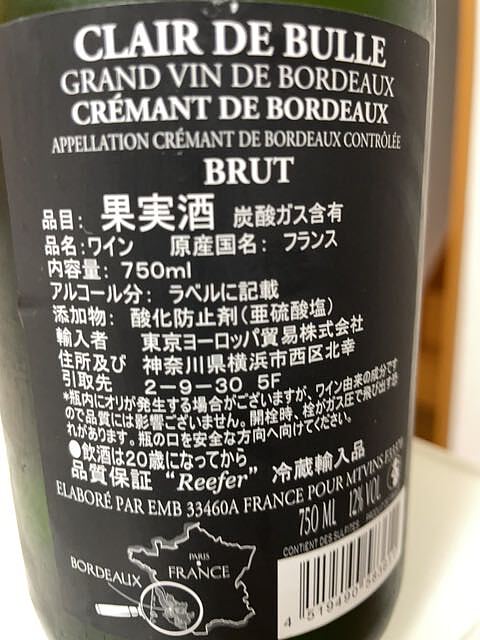 CLAIR DE BULLE
GRAND VIN DE BORDEAUX
CRÉMANT DE BORDEAUX
APPELLATION CRÉMANT DE BORDEAUX CONTRÔLÉE
BRUT
品目: 果実酒 炭酸ガス含有
品名:ワイン 原産国名: フランス
内容量: 750ml
アルコール分: ラベルに記載
添加物: 酸化防止剤(亜硫酸塩)
輸入者 東京ヨーロッパ貿易株式会社
住所及び 神奈川県横浜市西区北幸
引取先 2-9-30 5F
*瓶内にオリが発生する場合がございますが、ワイン由来の成分です
ので品質には影響ございません。開栓時、栓がガス圧で飛び出す恐
れがあります。瓶の口を安全な方向へ向けてください。
●飲酒は20歳になってから
品質保証 "Reefer" 冷蔵輸入品
ELABORÉ PAR EMB 33460A FRANCE POUR MTVINS
750 ML 12% VOL
CONTIENT DES SULFITES
PARIS
FRANCE
BORDEAUX